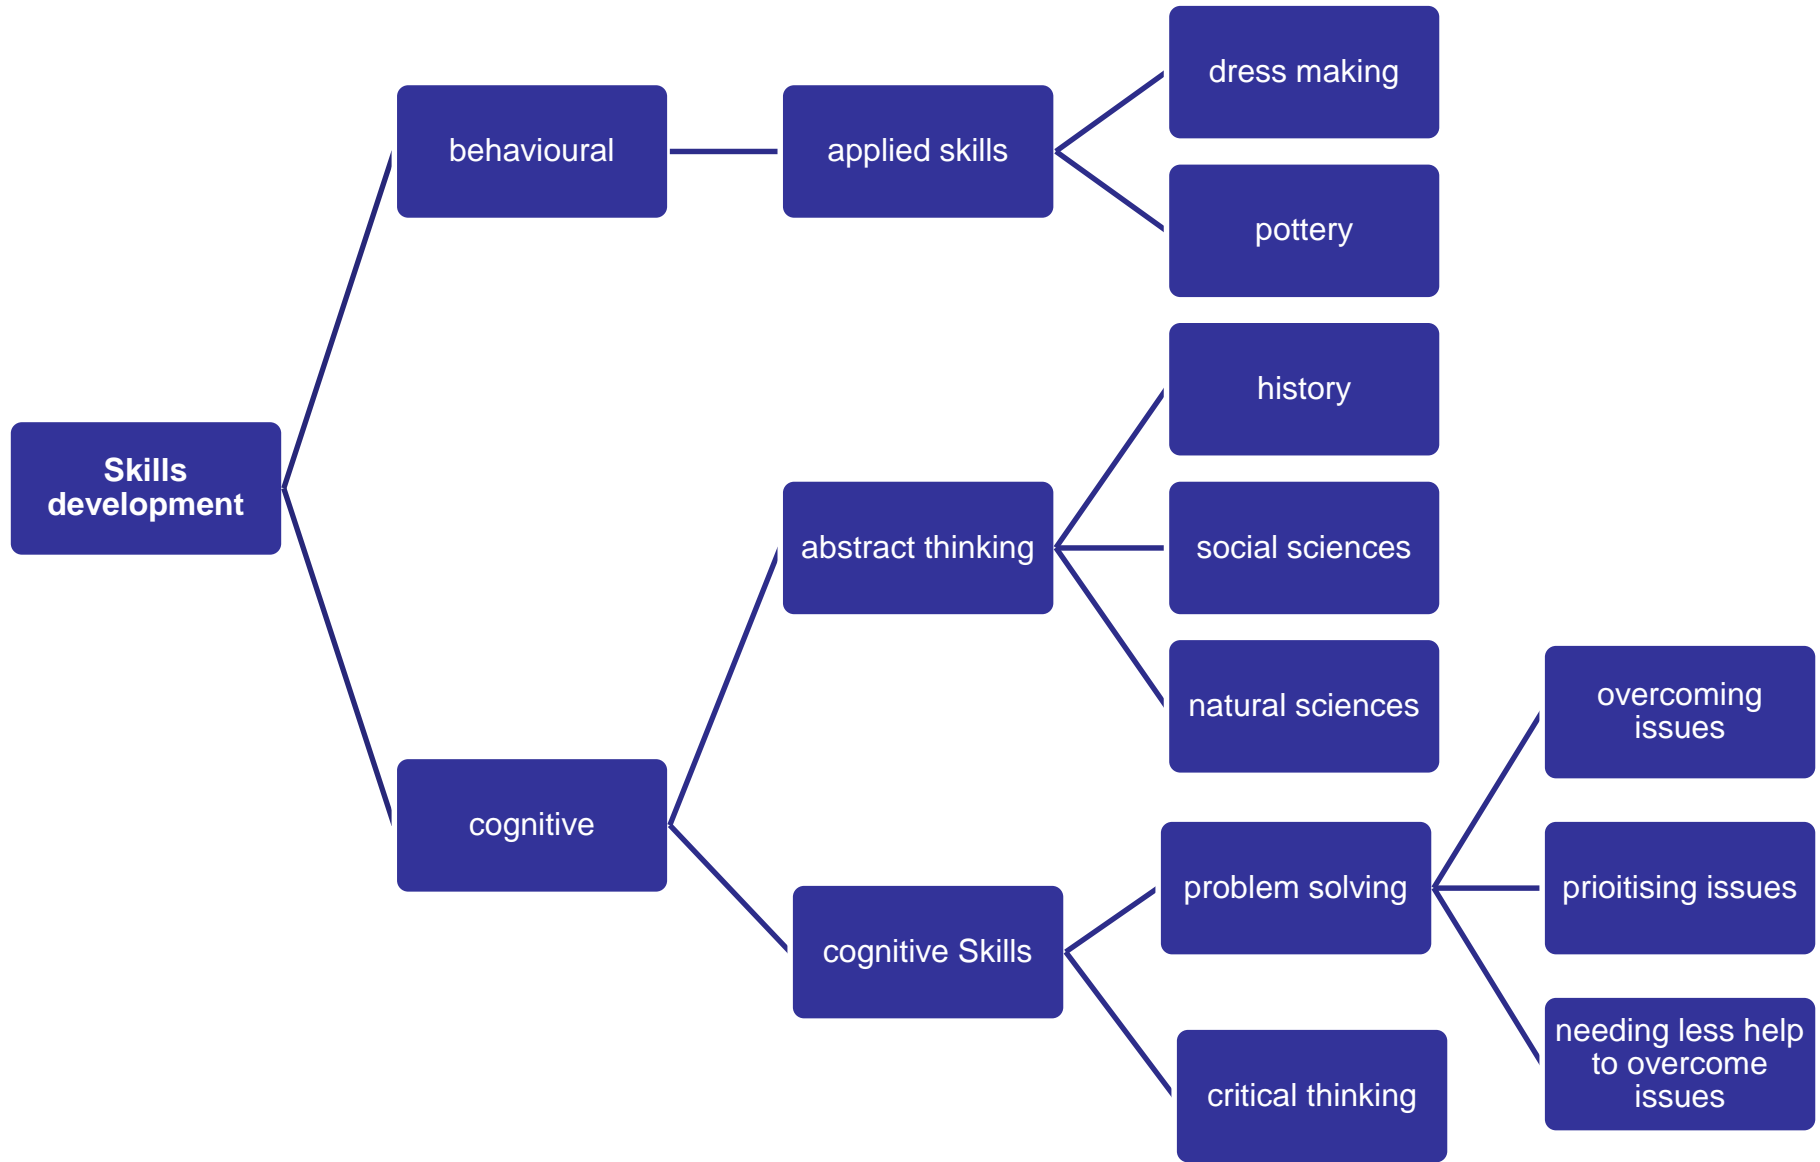 Skills
development
behavioural
applied skills
dress making
pottery
cognitive
abstract thinking
history
social sciences
natural sciences
cognitive Skills
problem solving
overcoming
issues
prioitising issues
needing less help
to overcome
issues
critical thinking